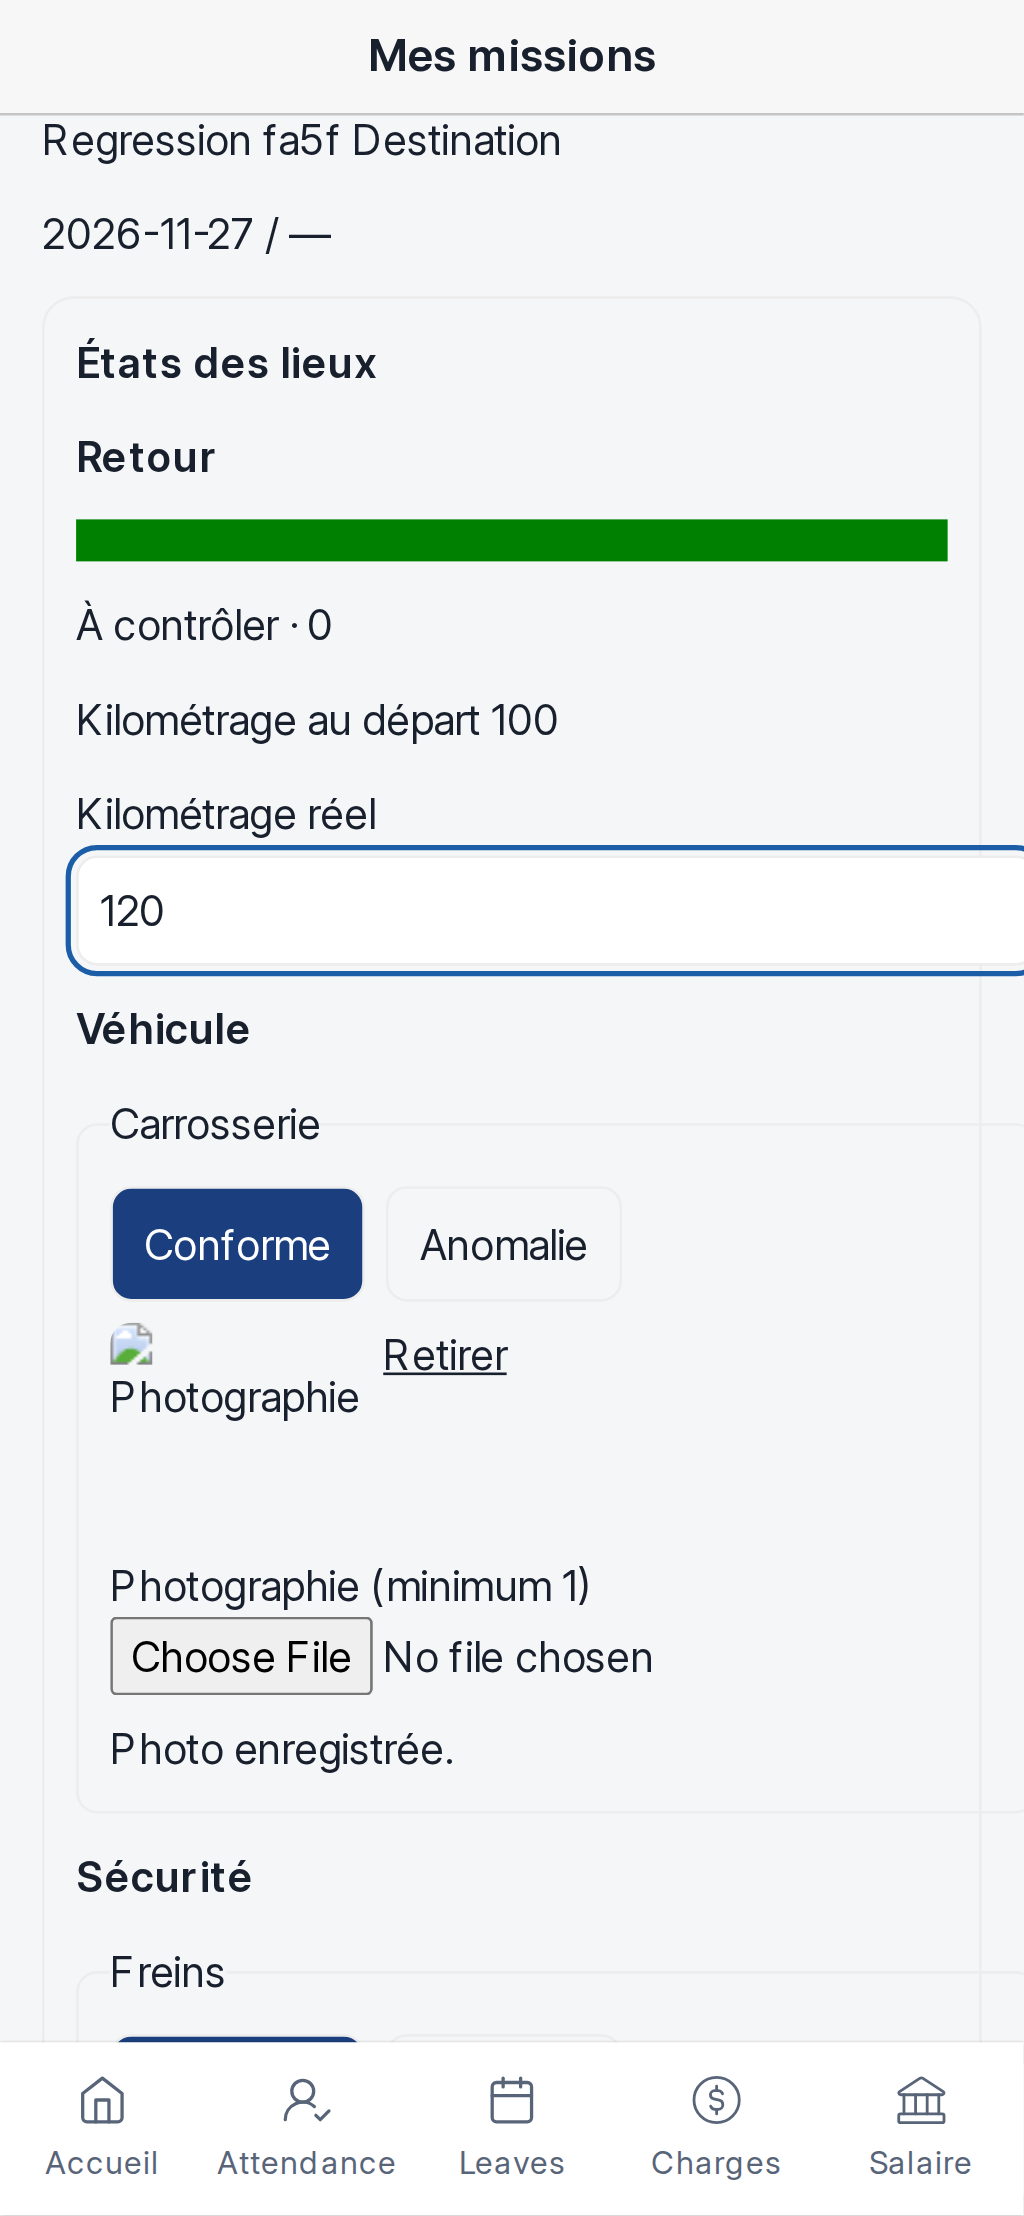 Mes missions
Regression fa5f Destination
2026-11-27 / —
États des lieux
Retour
À contrôler · 0
Kilométrage au départ 100
Kilométrage réel
120
Véhicule
Carrosserie
Conforme
Anomalie
Photographie
Retirer
Photographie (minimum 1)
Choose File No file chosen
Photo enregistrée.
Sécurité
Freins
Accueil
Attendance
Leaves
Charges
Salaire